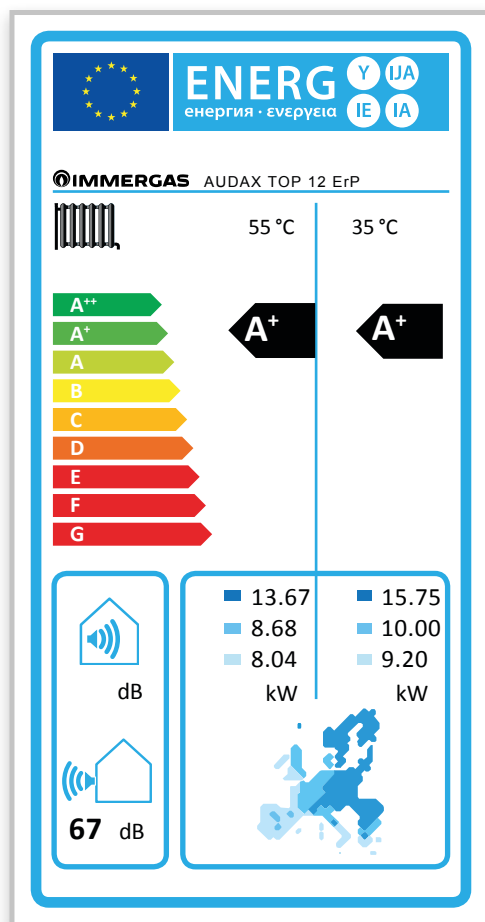 ENERG Y IJA
енергия · ενεργεια IE IA
IMMERGAS AUDAX TOP 12 ErP
55 °C 35 °C
A++
A+ A+ A+
A
B
C
D
E
F
G
13.67 15.75
8.68 10.00
8.04 9.20
dB kW kW
67 dB